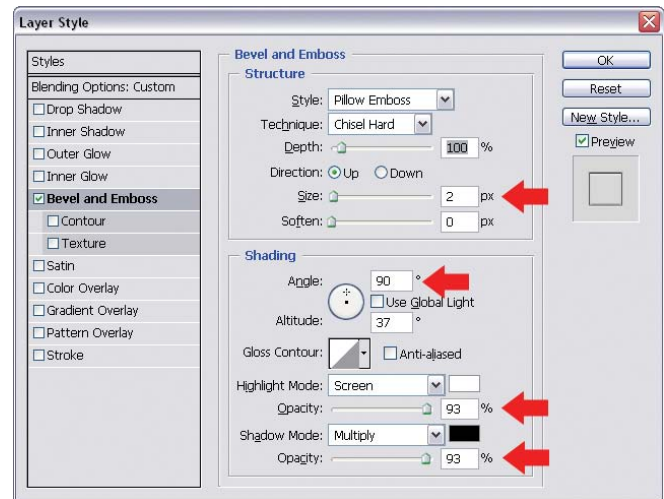 Layer Style
Styles
Blending Options: Custom
Drop Shadow
Inner Shadow
Outer Glow
Inner Glow
Bevel and Emboss
Contour
Texture
Satin
Color Overlay
Gradient Overlay
Pattern Overlay
Stroke
Bevel and Emboss
Structure
Style: Pillow Emboss
Technique: Chisel Hard
Depth: 100 %
Direction: Up Down
Size: 2 px
Soften: 0 px
Shading
Angle: 90 °
Use Global Light
Altitude: 37 °
Gloss Contour: Anti-aliased
Highlight Mode: Screen
Opacity: 93 %
Shadow Mode: Multiply
Opacity: 93 %
OK
Reset
New Style...
Preview